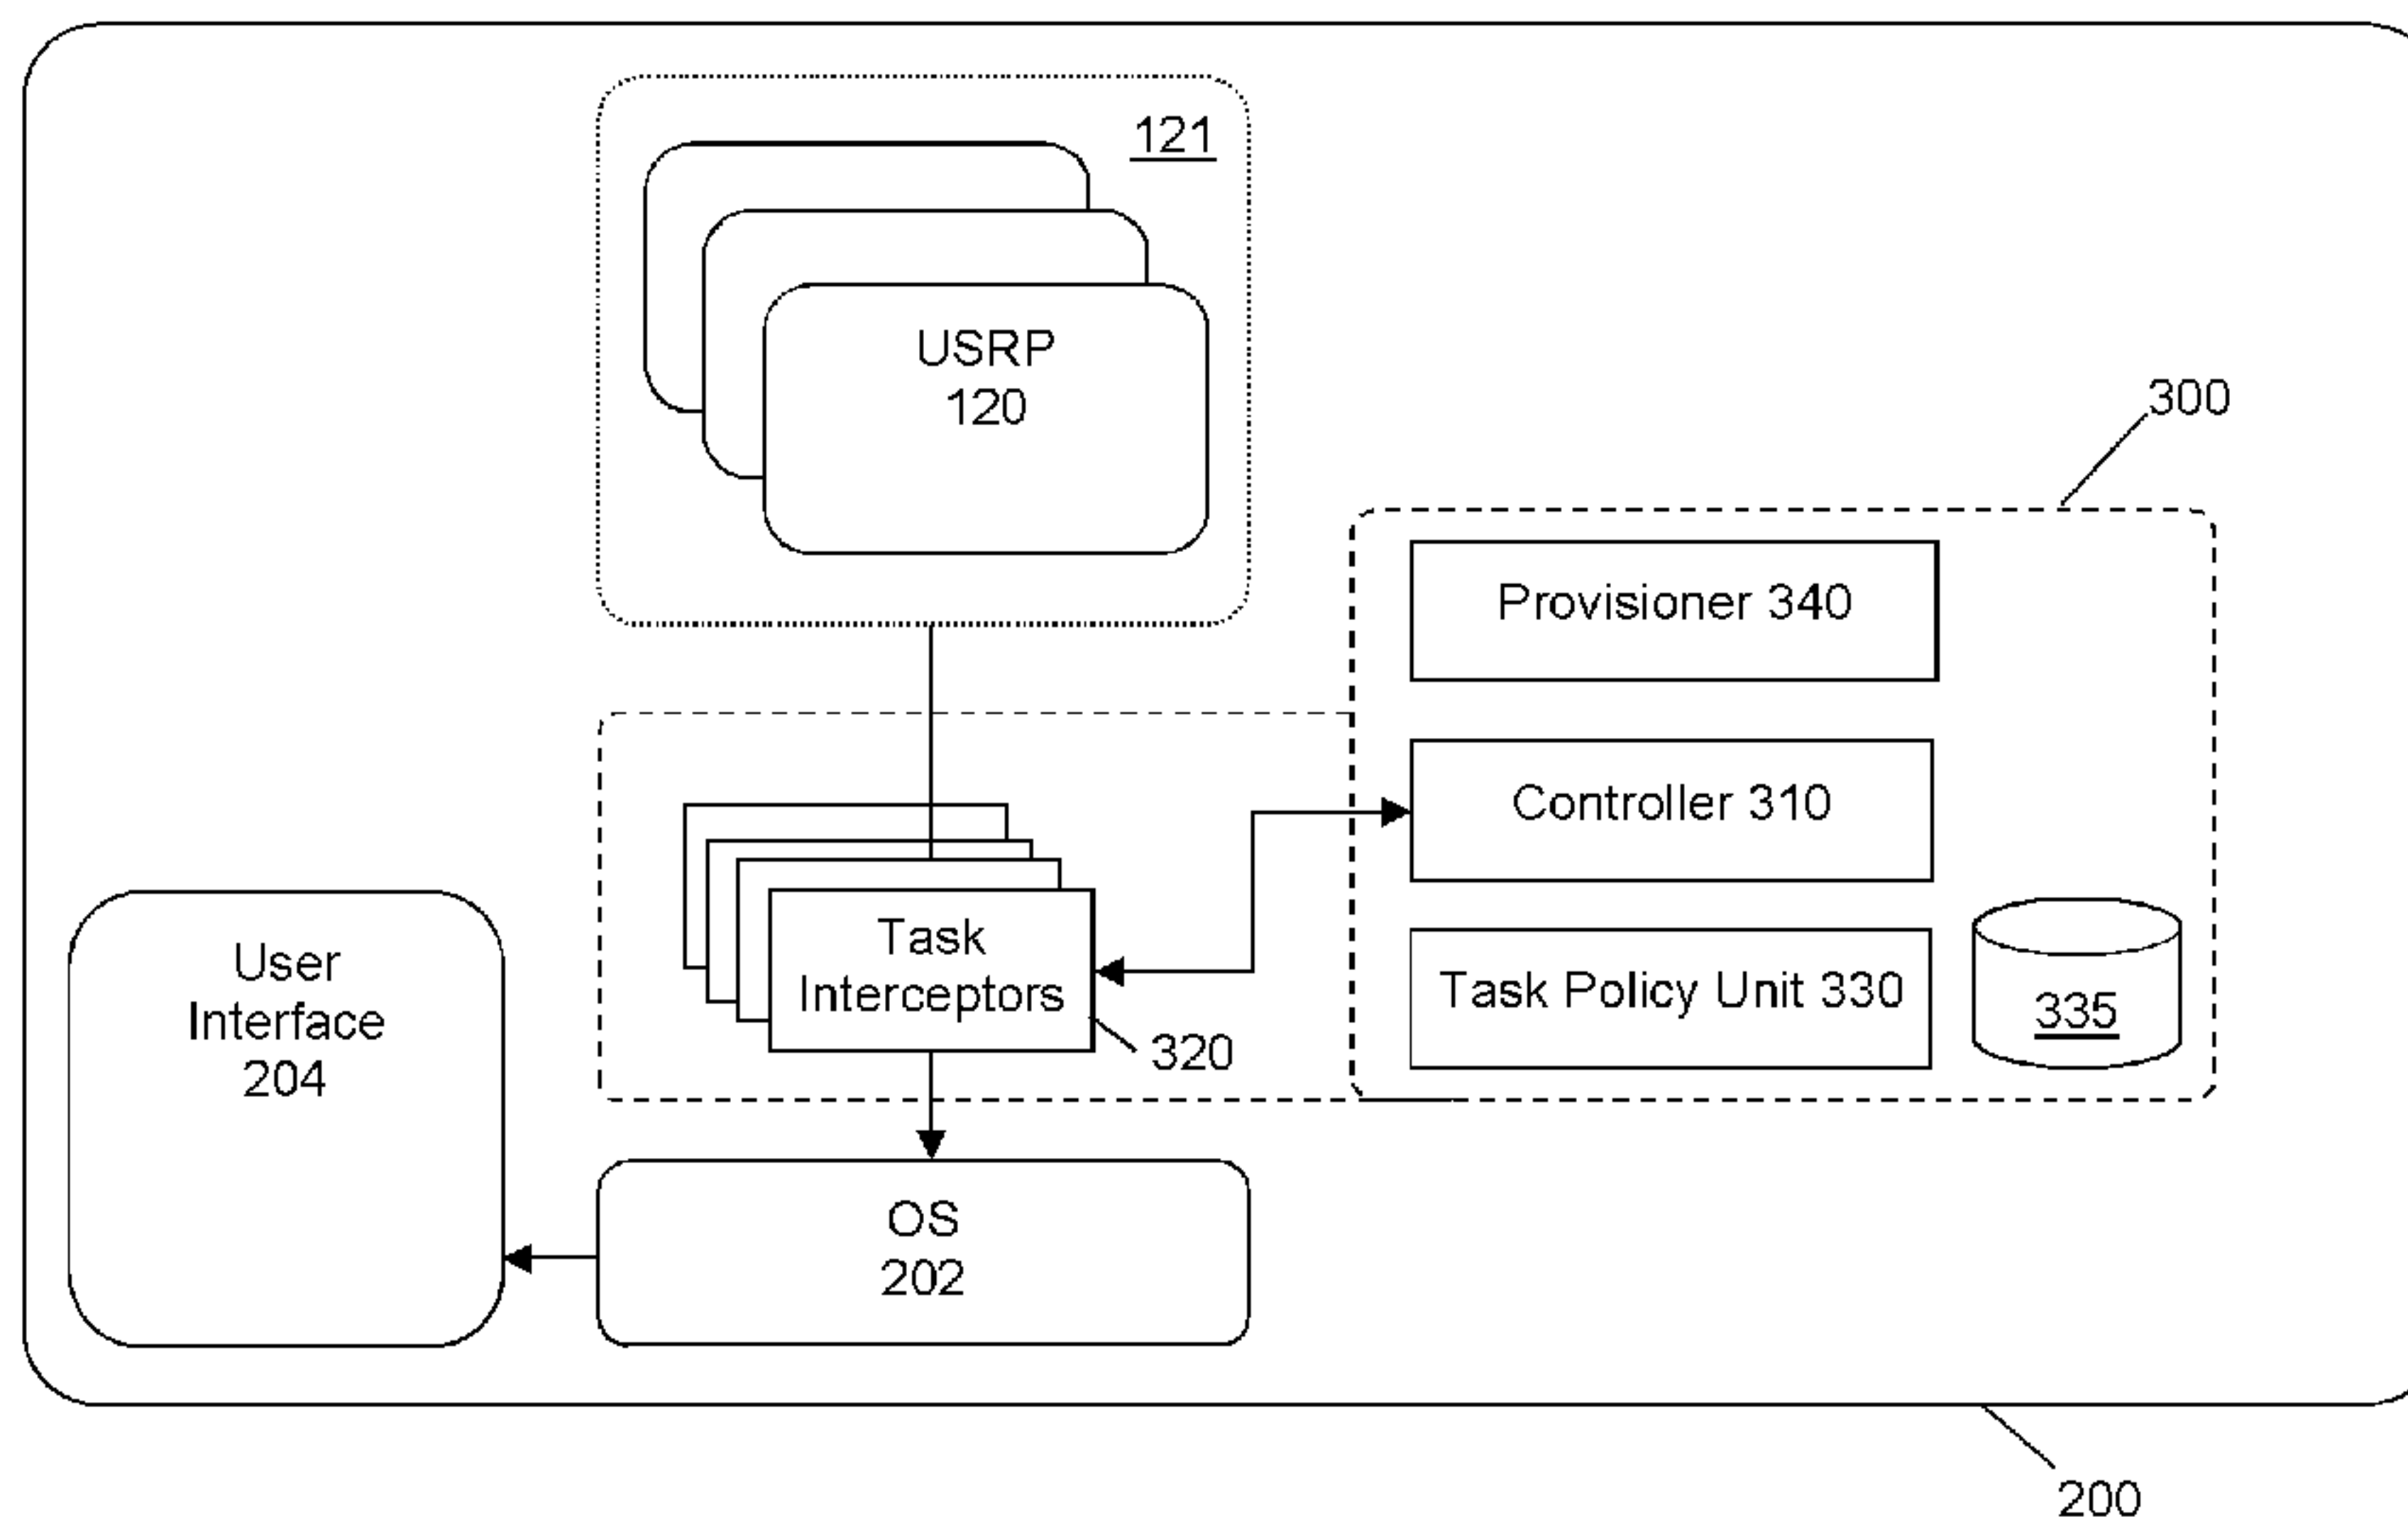 121
USRP
120
300
Provisioner 340
Controller 310
Task
Interceptors
Task Policy Unit 330
335
320
User
Interface
204
OS
202
200